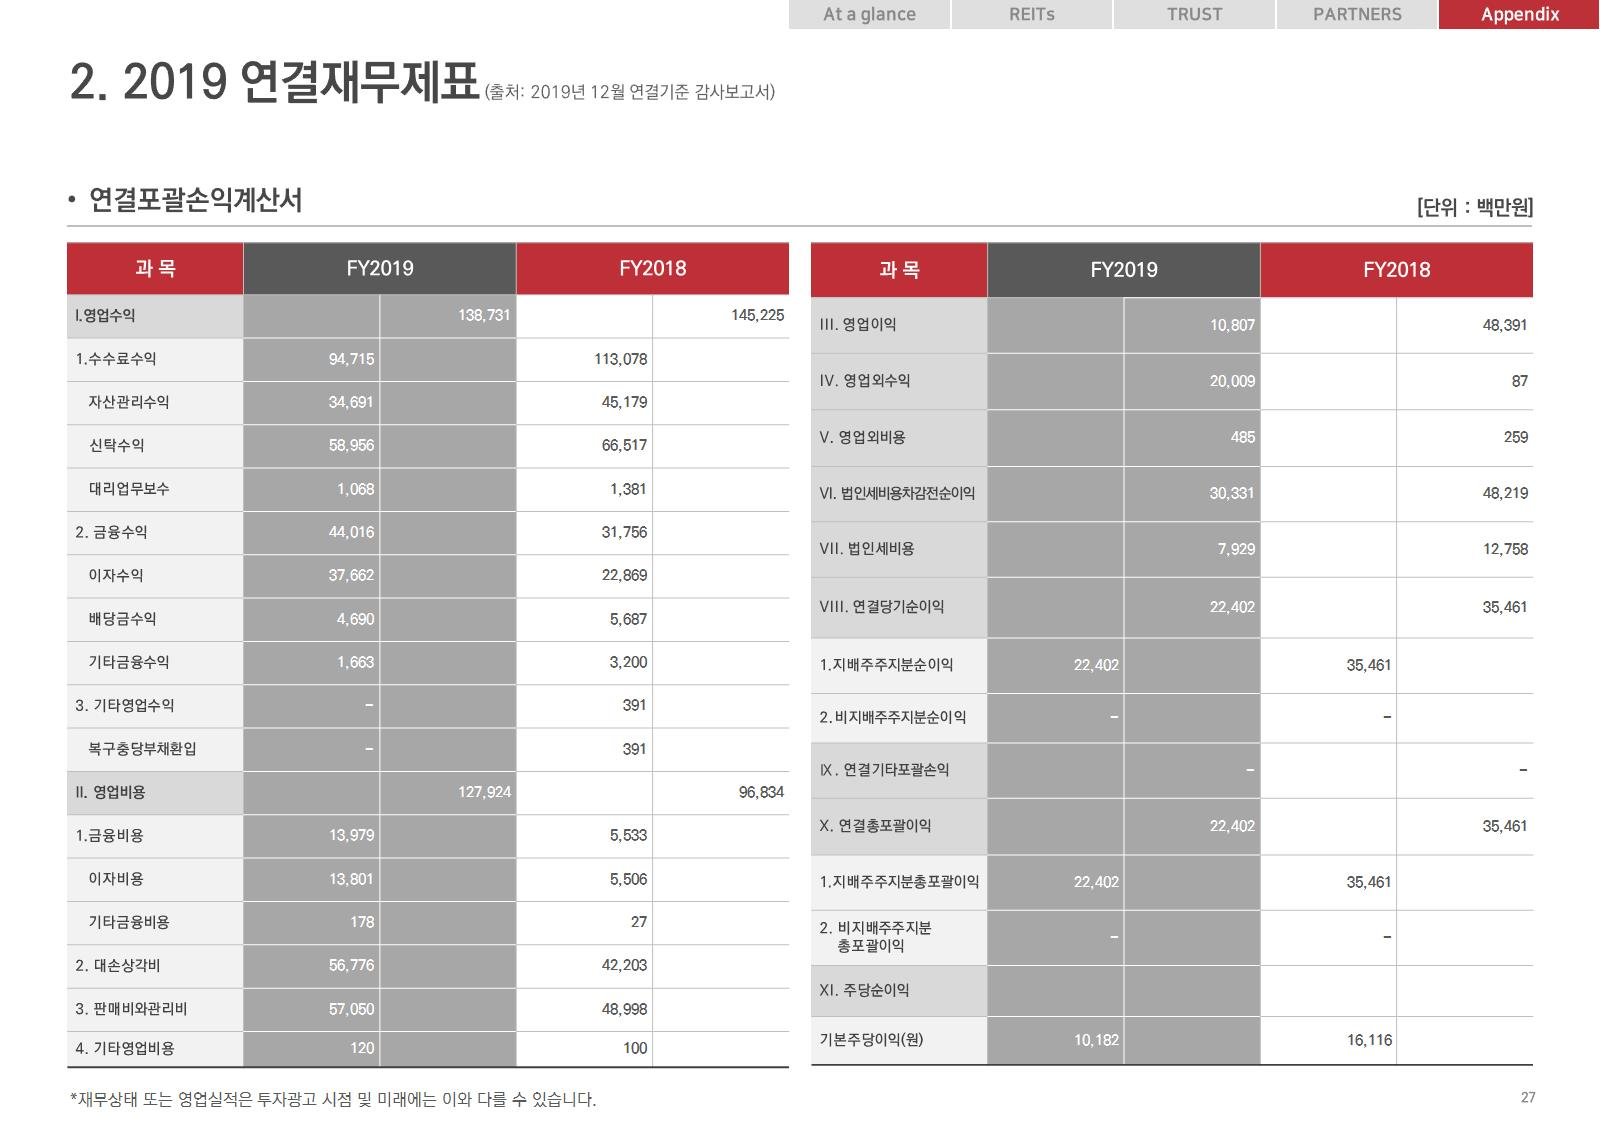 At a glance REITs TRUST PARTNERS Appendix
2. 2019 연결재무제표 (출처: 2019년 12월 연결기준 감사보고서)
• 연결포괄손익계산서 [단위 : 백만원]
과 목 FY2019 FY2018
I.영업수익 138,731 145,225
1.수수료수익 94,715 113,078
자산관리수익 34,691 45,179
신탁수익 58,956 66,517
대리업무보수 1,068 1,381
2. 금융수익 44,016 31,756
이자수익 37,662 22,869
배당금수익 4,690 5,687
기타금융수익 1,663 3,200
3. 기타영업수익 – 391
복구충당부채환입 – 391
II. 영업비용 127,924 96,834
1.금융비용 13,979 5,533
이자비용 13,801 5,506
기타금융비용 178 27
2. 대손상각비 56,776 42,203
3. 판매비와관리비 57,050 48,998
4. 기타영업비용 120 100
과 목 FY2019 FY2018
III. 영업이익 10,807 48,391
IV. 영업외수익 20,009 87
V. 영업외비용 485 259
VI. 법인세비용차감전순이익 30,331 48,219
VII. 법인세비용 7,929 12,758
VIII. 연결당기순이익 22,402 35,461
1.지배주주지분순이익 22,402 35,461
2.비지배주주지분순이익 – –
IX. 연결기타포괄손익 – –
X. 연결총포괄이익 22,402 35,461
1.지배주주지분총포괄이익 22,402 35,461
2. 비지배주주지분
총포괄이익 – –
XI. 주당순이익
기본주당이익(원) 10,182 16,116
*재무상태 또는 영업실적은 투자광고 시점 및 미래에는 이와 다를 수 있습니다.
27